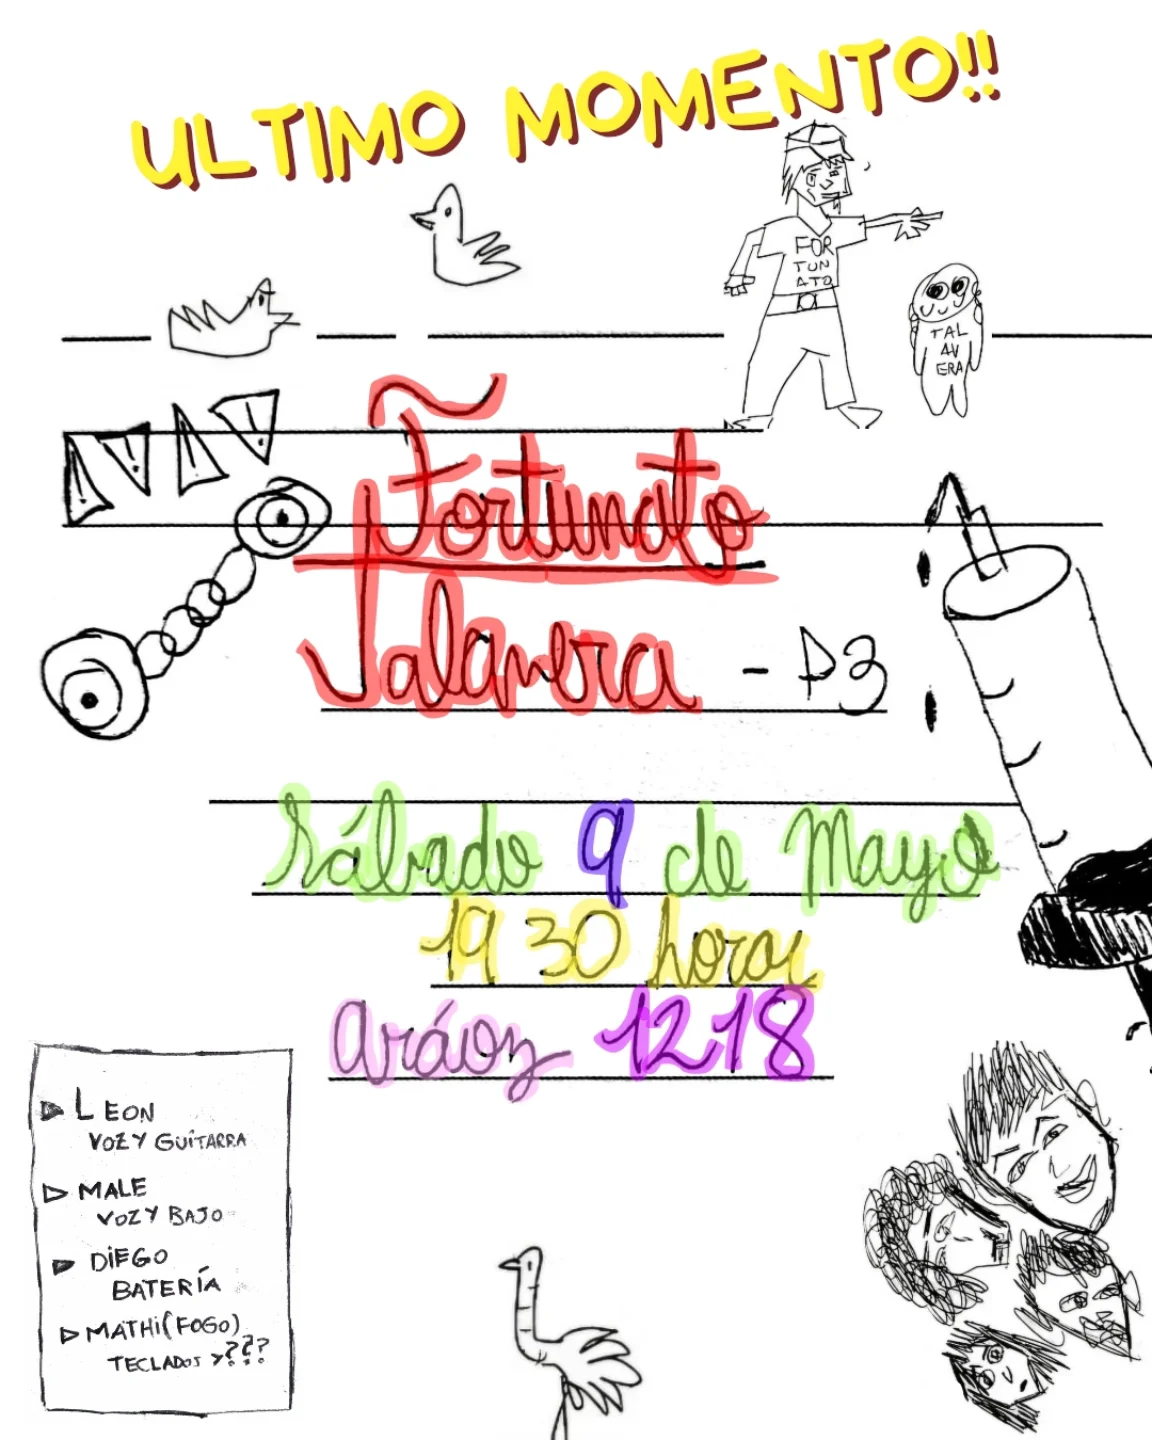 ULTIMO MOMENTO!!
FOR
TUN
ATO
TAL
AV
ERA
Fortunato
Talavera - P3
Sábado 9 de Mayo
19 30 horas
Aráoz 1218
▷ LEON
VOZ Y GUiTARRA
▷ MALE
VOZ Y BAJO
▷ DiEGO
BATERÍA
▷ MATHi (FOGO)
TECLADOS Y???